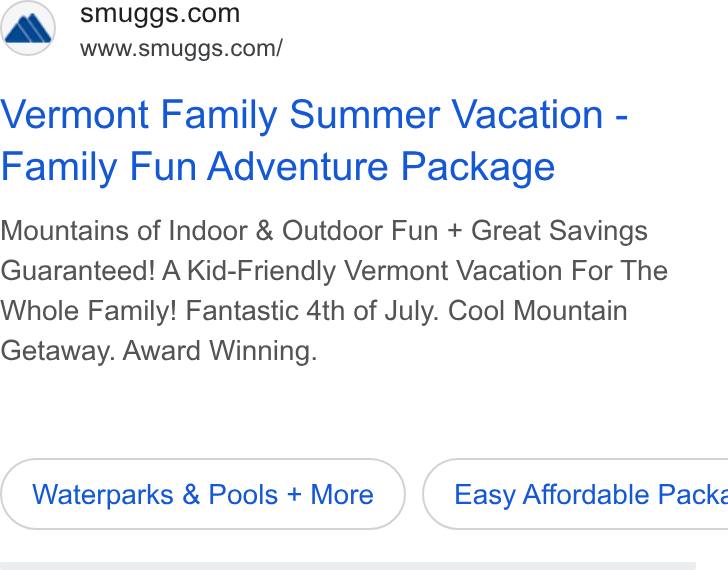 smuggs.com
www.smuggs.com/
Vermont Family Summer Vacation -
Family Fun Adventure Package
Mountains of Indoor & Outdoor Fun + Great Savings
Guaranteed! A Kid-Friendly Vermont Vacation For The
Whole Family! Fantastic 4th of July. Cool Mountain
Getaway. Award Winning.
Waterparks & Pools + More
Easy Affordable